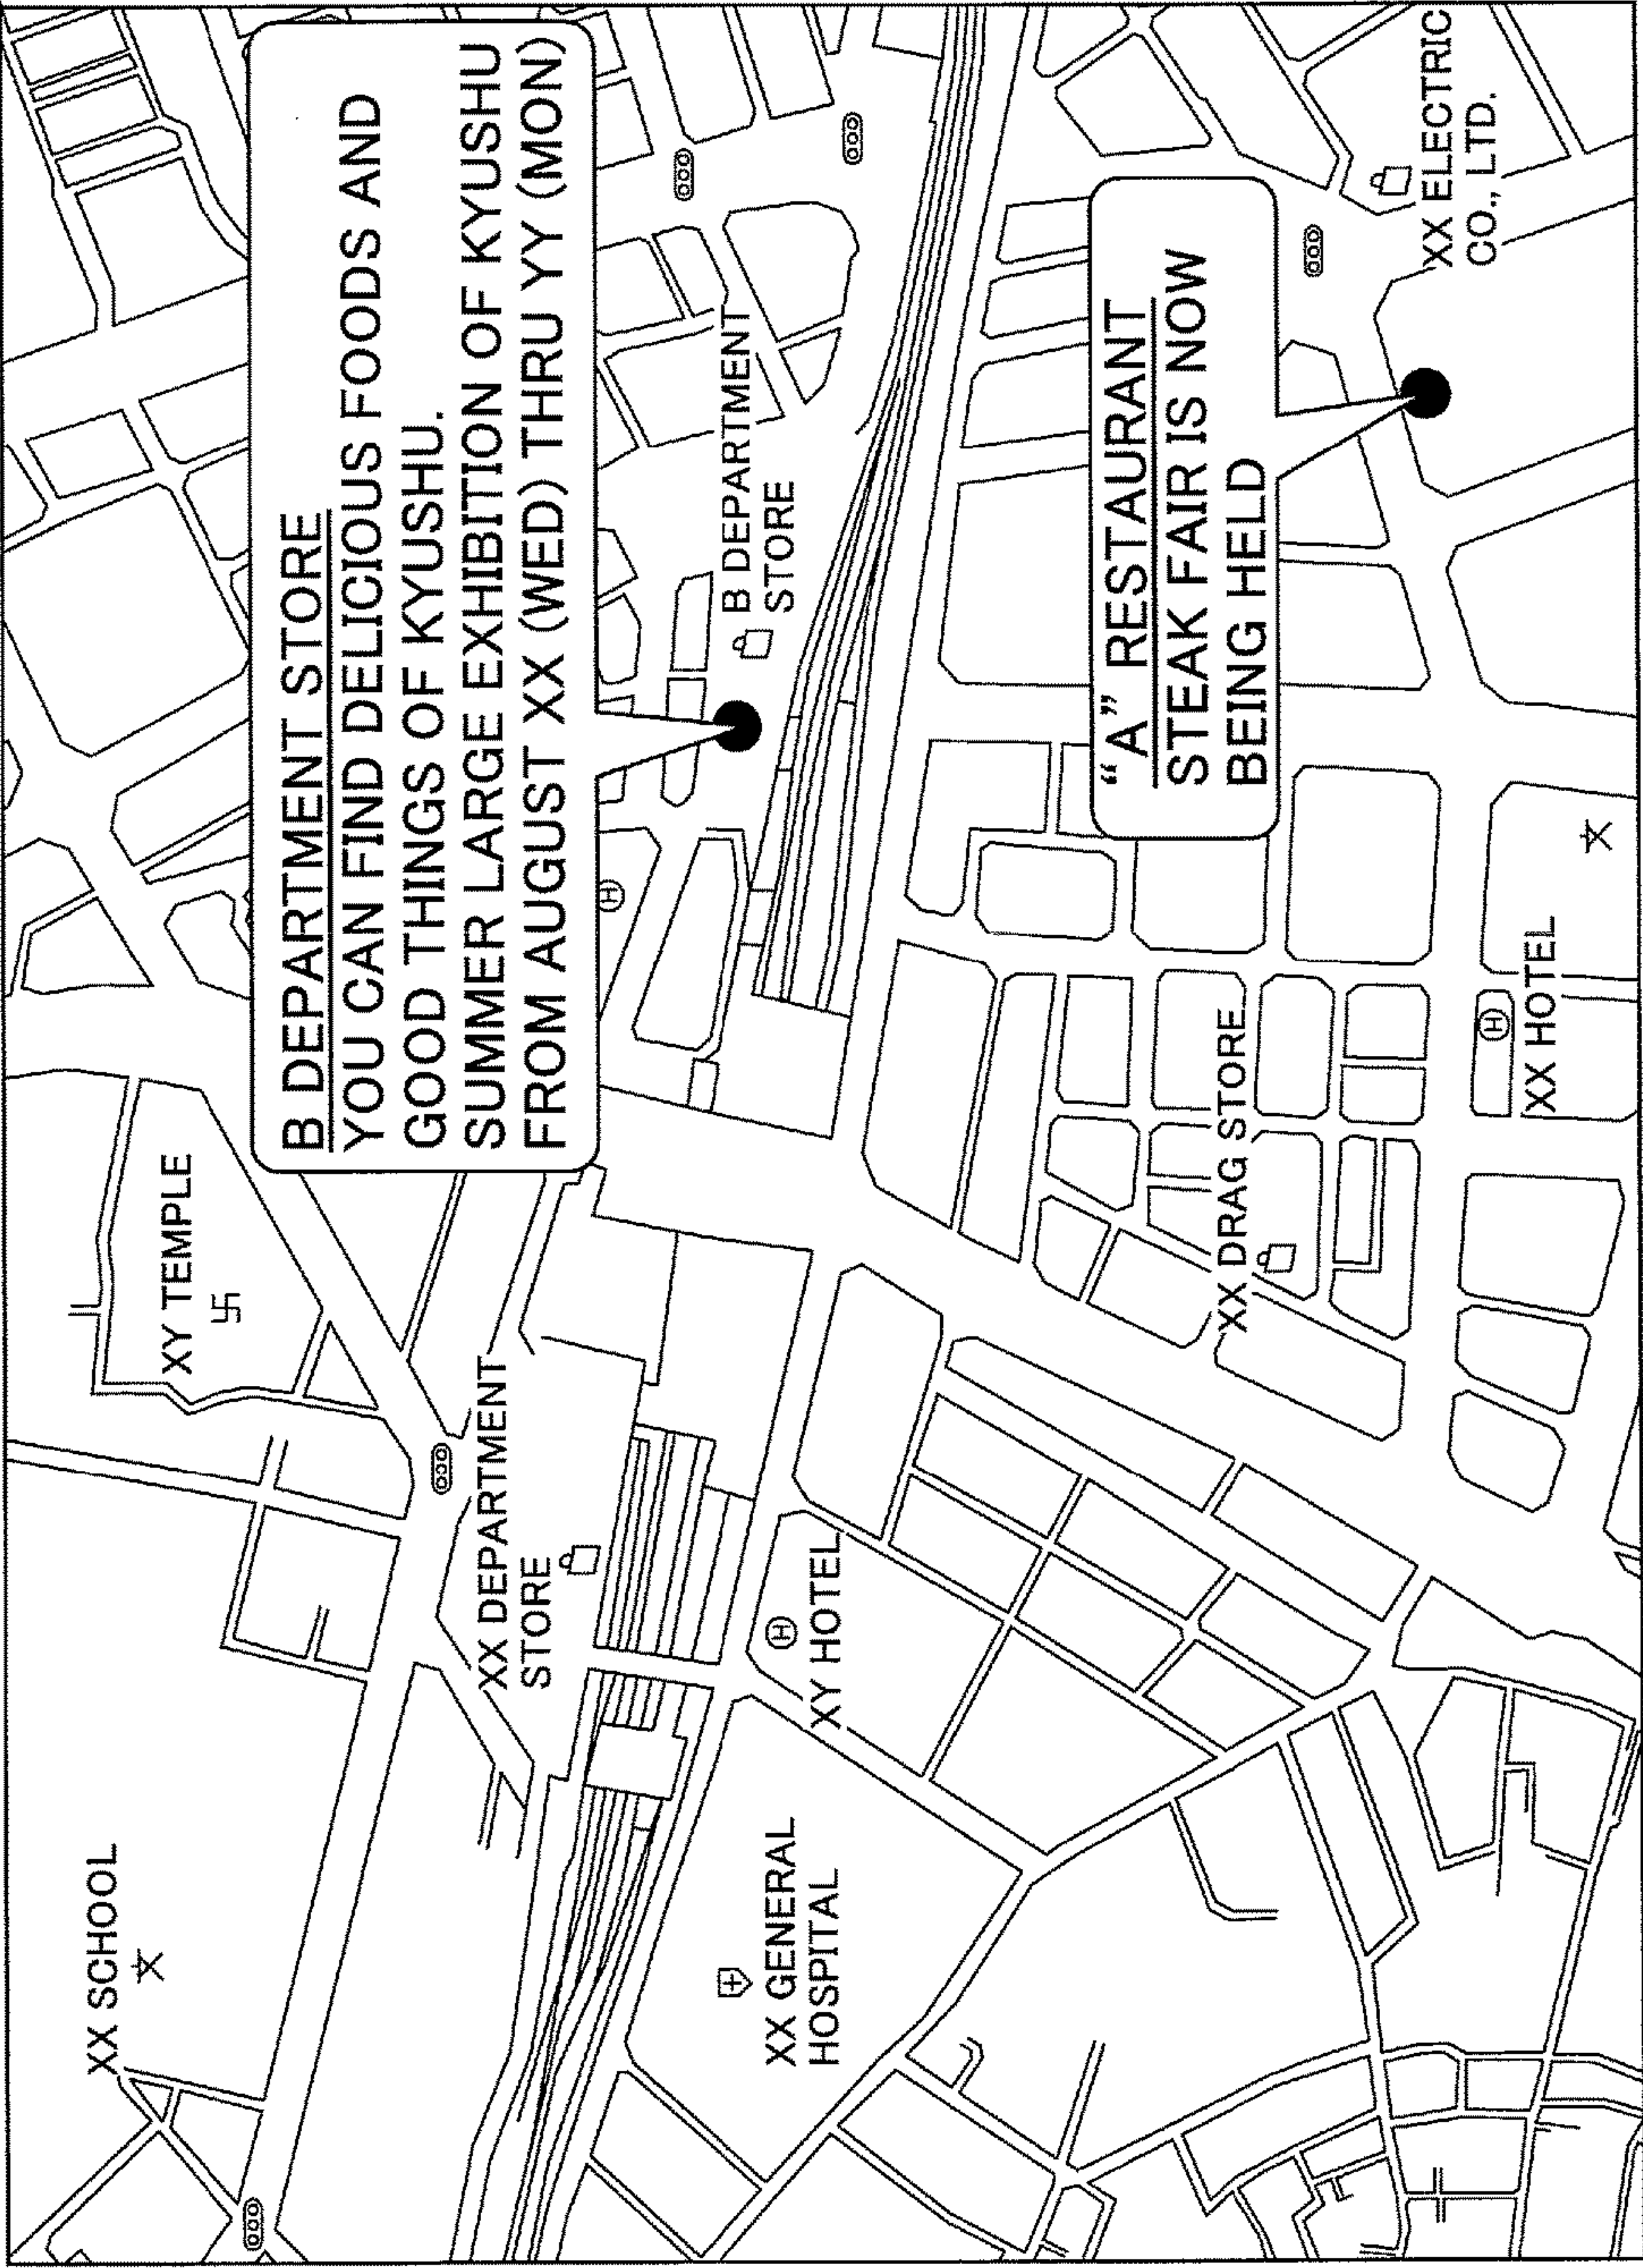 XX SCHOOL
XY TEMPLE
B DEPARTMENT STORE
YOU CAN FIND DELICIOUS FOODS AND
GOOD THINGS OF KYUSHU.
SUMMER LARGE EXHIBITION OF KYUSHU
FROM AUGUST XX (WED) THRU YY (MON)
XX DEPARTMENT
STORE
H
B DEPARTMENT
STORE
XX GENERAL
HOSPITAL
H
XY HOTEL
"A" RESTAURANT
STEAK FAIR IS NOW
BEING HELD
XX DRAG STORE
XX ELECTRIC
CO., LTD.
H
XX HOTEL